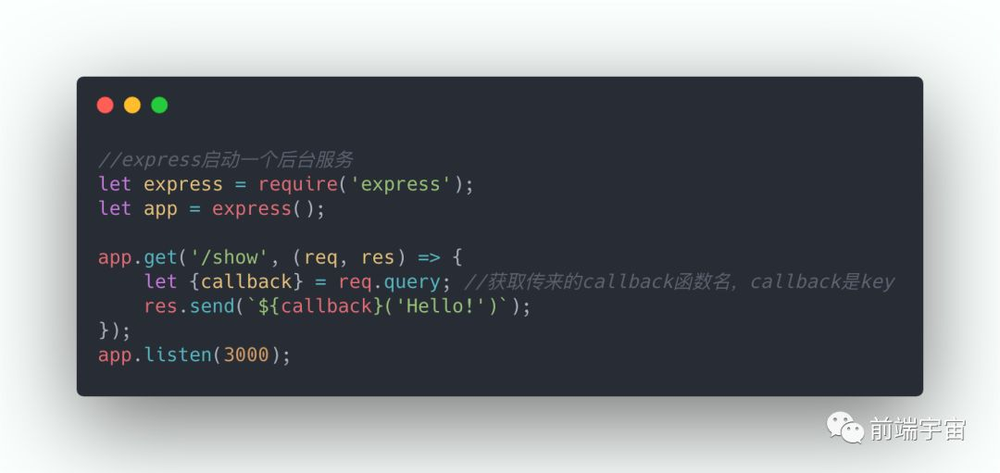 //express启动一个后台服务
let express = require('express');
let app = express();
app.get('/show', (req, res) => {
    let {callback} = req.query; //获取传来的callback函数名，callback是key
    res.send(`${callback}('Hello!')`);
});
app.listen(3000);
前端宇宙